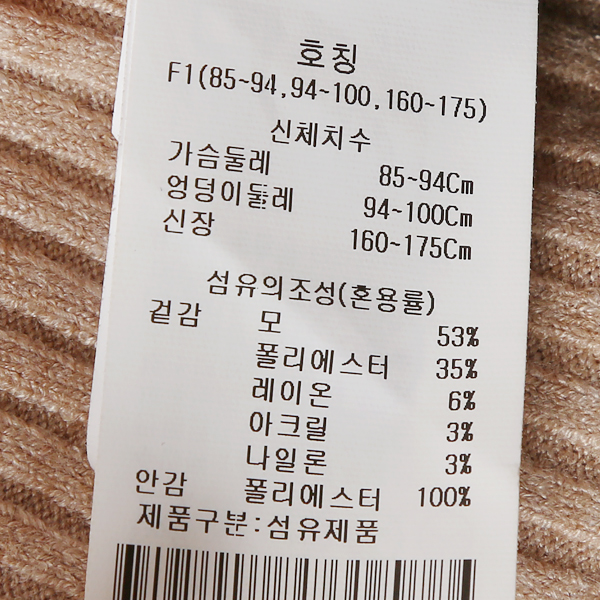 호칭
F1(85~94,94~100,160~175)
신체치수
가슴둘레 85~94Cm
엉덩이둘레 94~100Cm
신장 160~175Cm
섬유의조성(혼용률)
겉감 모 53%
폴리에스터 35%
레이온 6%
아크릴 3%
나일론 3%
안감 폴리에스터 100%
제품구분:섬유제품